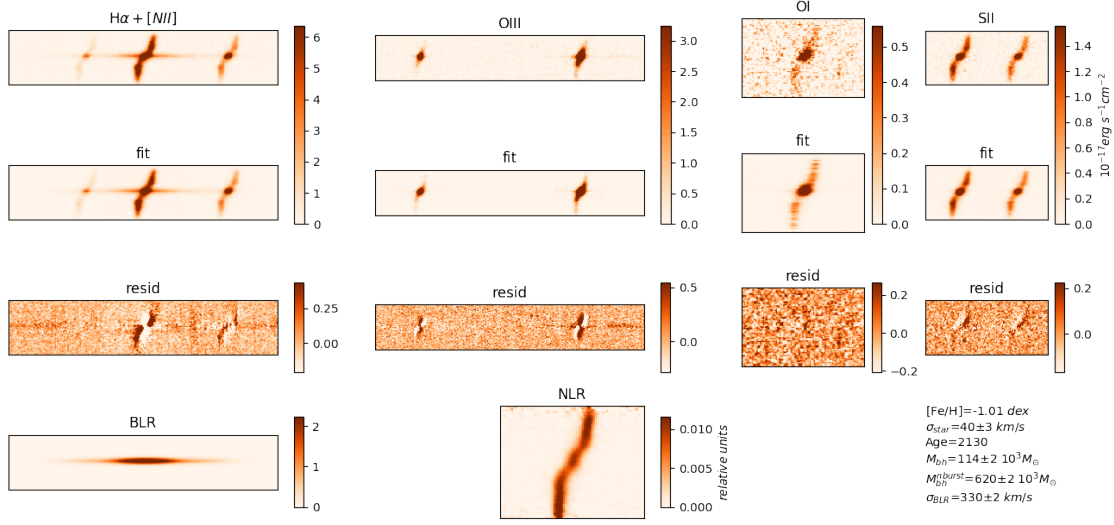 Hα + [NII]
OIII
OI
SII
6
5
4
3
2
1
0
3.0
2.5
2.0
1.5
1.0
0.5
0.0
0.5
0.4
0.3
0.2
0.1
0.0
1.4
1.2
1.0
0.8
0.6
0.4
0.2
0.0
10⁻¹⁷erg s⁻¹cm⁻²
fit
fit
fit
fit
resid
resid
resid
resid
0.25
0.00
0.5
0.0
0.2
0.0
−0.2
0.2
0.0
BLR
NLR
2
1
0
0.010
0.005
0.000
relative units
[Fe/H]=-1.01 dex
σstar=40±3 km/s
Age=2130
Mbh=114±2 10³M⊙
Mbhⁿᵇᵘʳˢᵗ=620±2 10³M⊙
σBLR=330±2 km/s